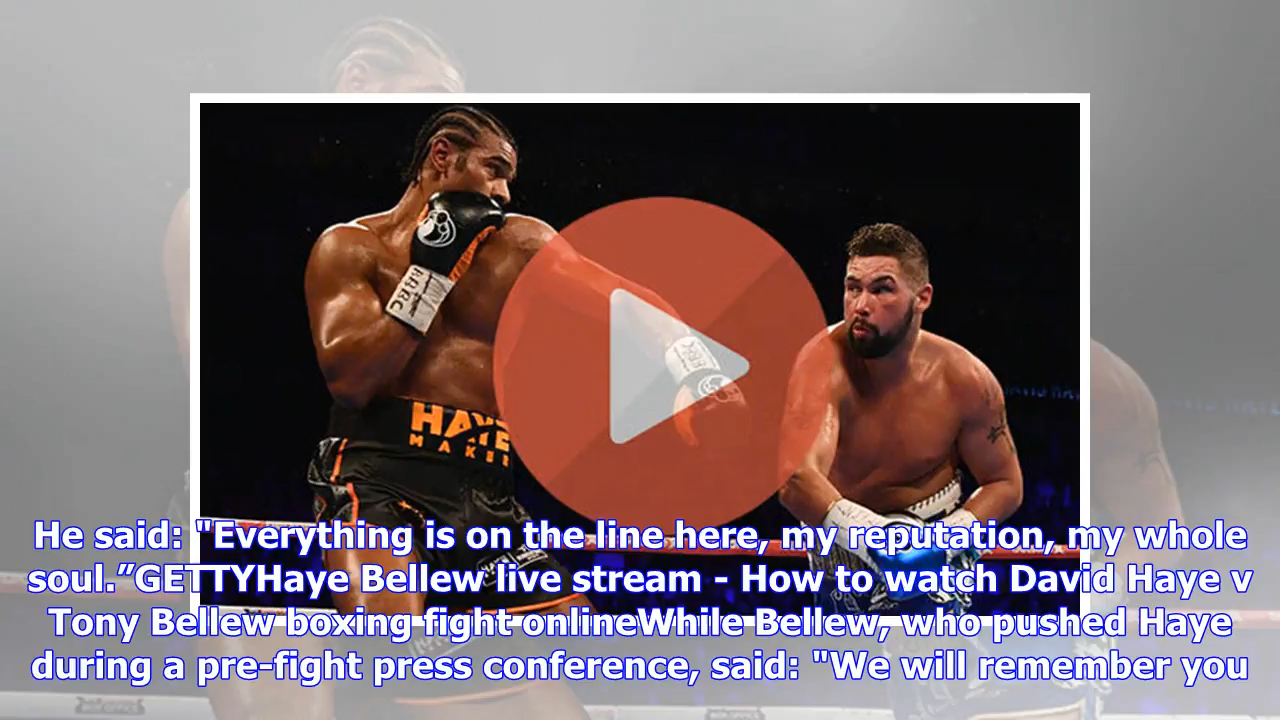 HAYE
MAKER
He said: "Everything is on the line here, my reputation, my whole
soul.”GETTYHaye Bellew live stream - How to watch David Haye v
Tony Bellew boxing fight onlineWhile Bellew, who pushed Haye
during a pre-fight press conference, said: "We will remember you